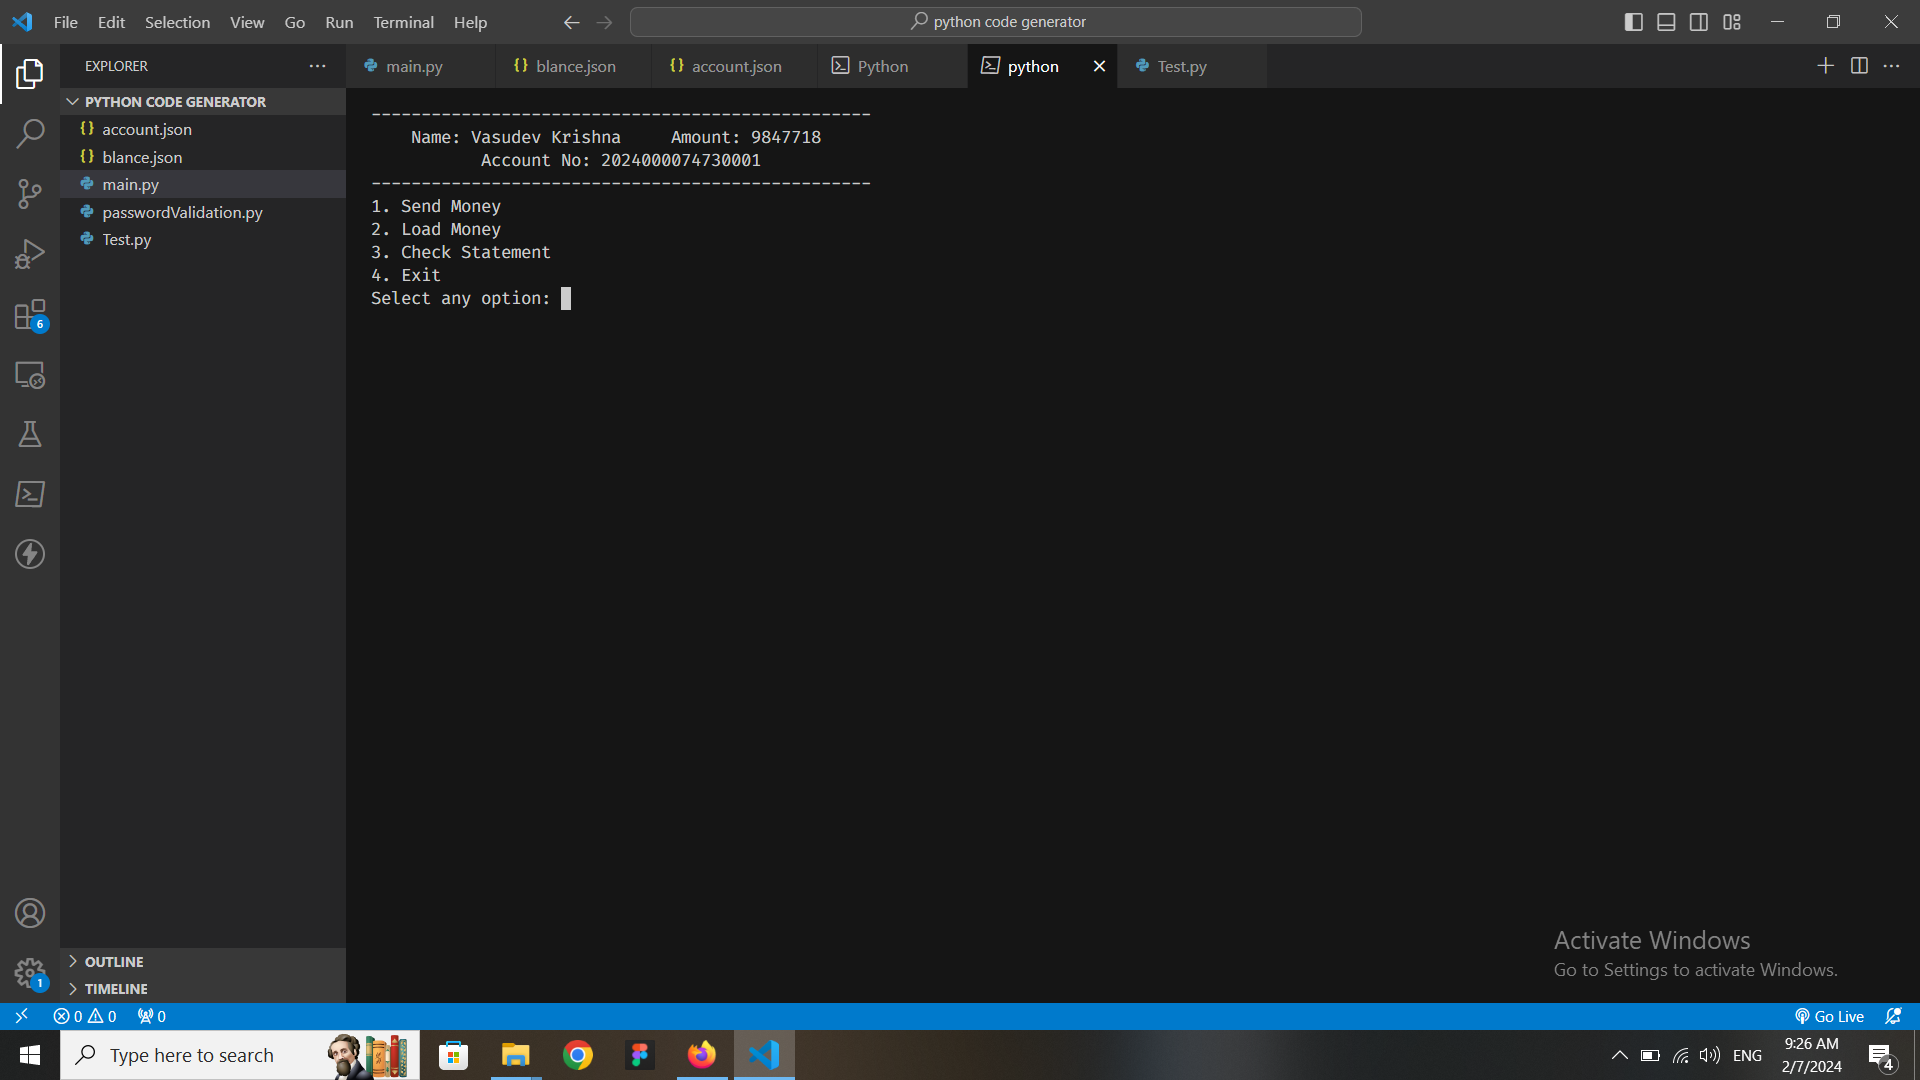 File Edit Selection View Go Run Terminal Help
python code generator
EXPLORER
PYTHON CODE GENERATOR
{} account.json
{} blance.json
main.py
passwordValidation.py
Test.py
6
1
OUTLINE
TIMELINE
main.py {} blance.json {} account.json Python python Test.py
--------------------------------------------------
Name: Vasudev Krishna Amount: 9847718
Account No: 2024000074730001
--------------------------------------------------
1. Send Money
2. Load Money
3. Check Statement
4. Exit
Select any option:
Activate Windows
Go to Settings to activate Windows.
0 0 0
Go Live
Type here to search
ENG
9:26 AM
2/7/2024
4